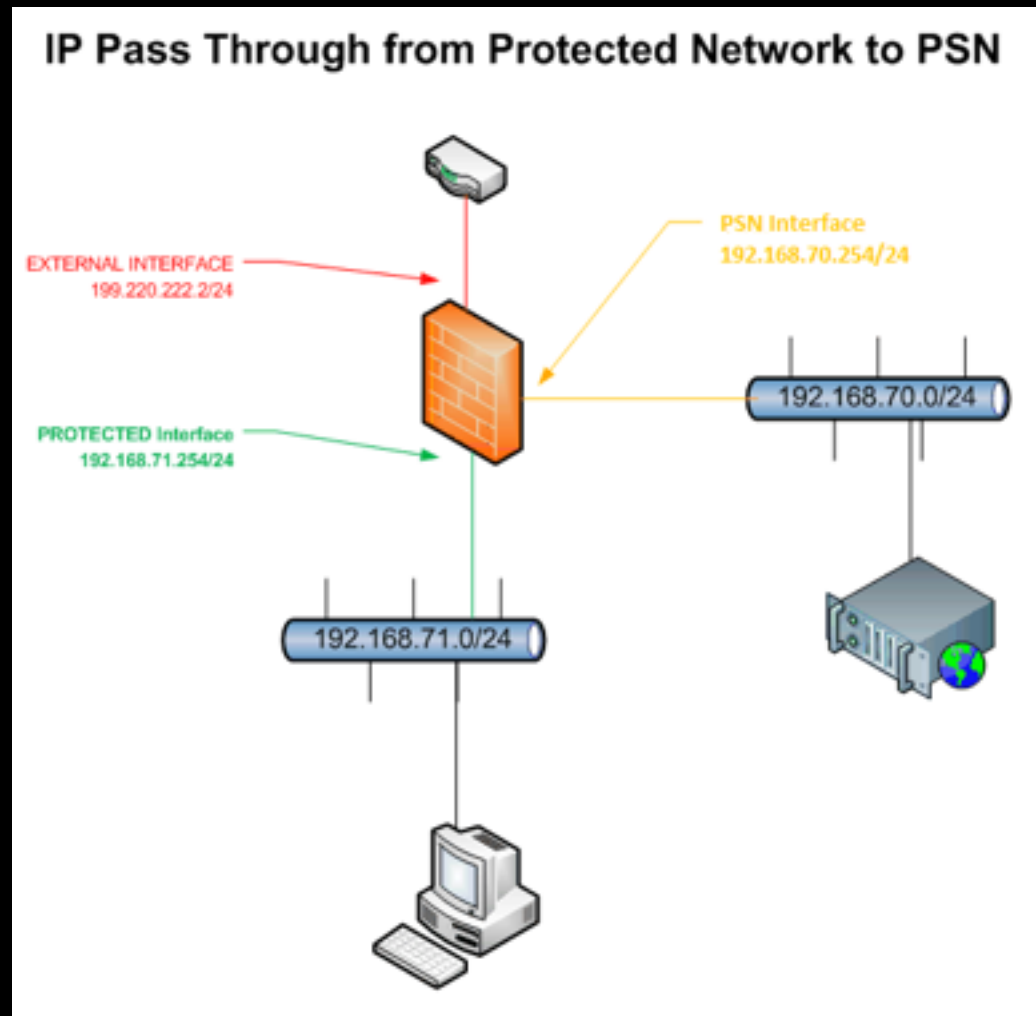 IP Pass Through from Protected Network to PSN
PSN Interface
192.168.70.254/24
EXTERNAL INTERFACE
199.220.222.2/24
192.168.70.0/24
PROTECTED Interface
192.168.71.254/24
192.168.71.0/24